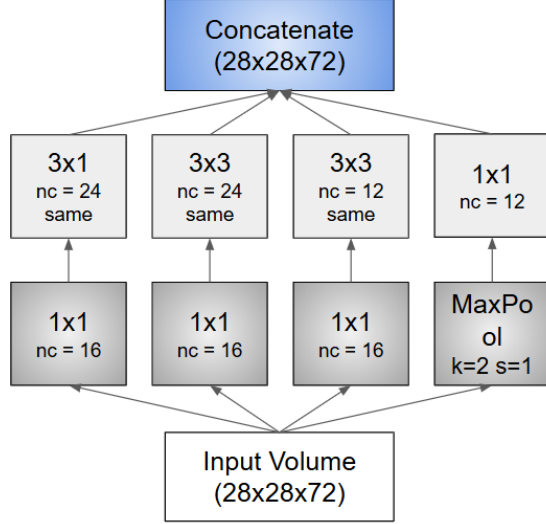 Concatenate
(28x28x72)
3x1
nc = 24
same
3x3
nc = 24
same
3x3
nc = 12
same
1x1
nc = 12
1x1
nc = 16
1x1
nc = 16
1x1
nc = 16
MaxPo
ol
k=2 s=1
Input Volume
(28x28x72)